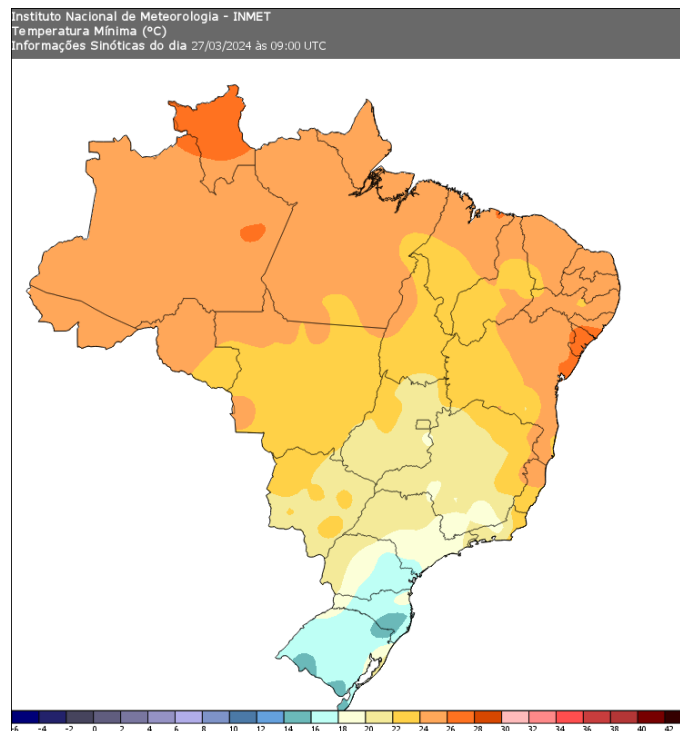 Instituto Nacional de Meteorologia - INMET
Temperatura Mínima (°C)
Informações Sinóticas do dia 27/03/2024 às 09:00 UTC
-6 -4 -2 0 2 4 6 8 10 12 14 16 18 20 22 24 26 28 30 32 34 36 38 40 42